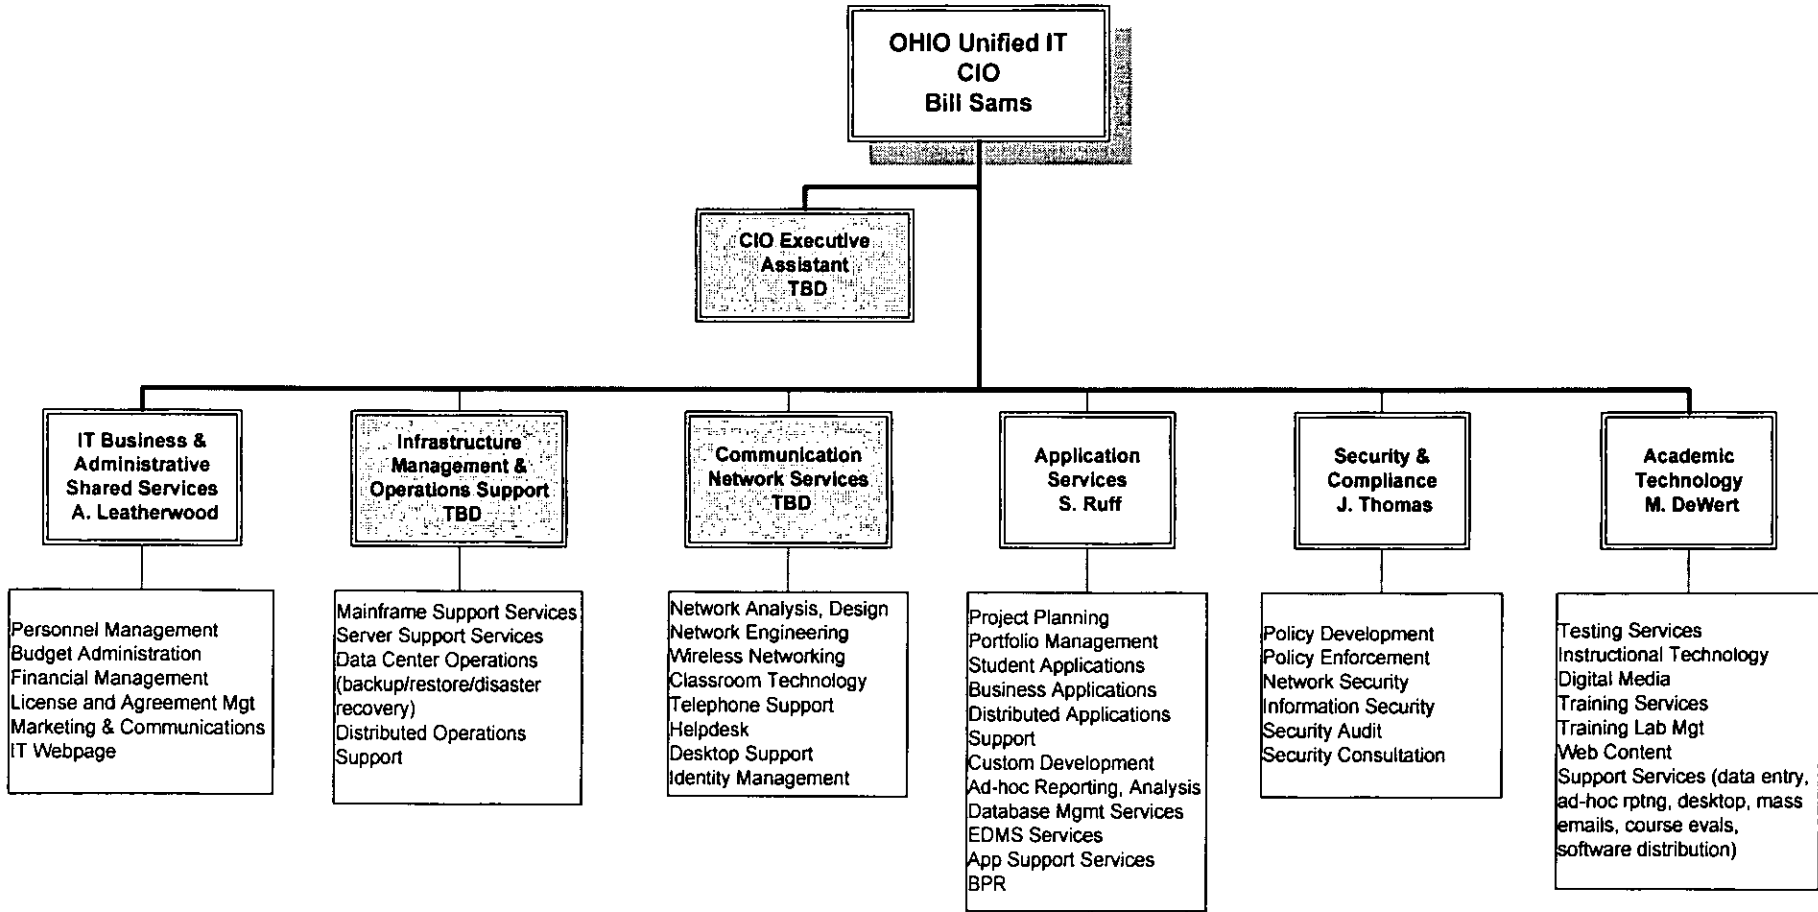 OHIO Unified IT
CIO
Bill Sams
CIO Executive
Assistant
TBD
IT Business &
Administrative
Shared Services
A. Leatherwood
Infrastructure
Management &
Operations Support
TBD
Communication
Network Services
TBD
Application
Services
S. Ruff
Security &
Compliance
J. Thomas
Academic
Technology
M. DeWert
Personnel Management
Budget Administration
Financial Management
License and Agreement Mgt
Marketing & Communications
IT Webpage
Mainframe Support Services
Server Support Services
Data Center Operations
(backup/restore/disaster
recovery)
Distributed Operations
Support
Network Analysis, Design
Network Engineering
Wireless Networking
Classroom Technology
Telephone Support
Helpdesk
Desktop Support
Identity Management
Project Planning
Portfolio Management
Student Applications
Business Applications
Distributed Applications
Support
Custom Development
Ad-hoc Reporting, Analysis
Database Mgmt Services
EDMS Services
App Support Services
BPR
Policy Development
Policy Enforcement
Network Security
Information Security
Security Audit
Security Consultation
Testing Services
Instructional Technology
Digital Media
Training Services
Training Lab Mgt
Web Content
Support Services (data entry,
ad-hoc rptng, desktop, mass
emails, course evals,
software distribution)